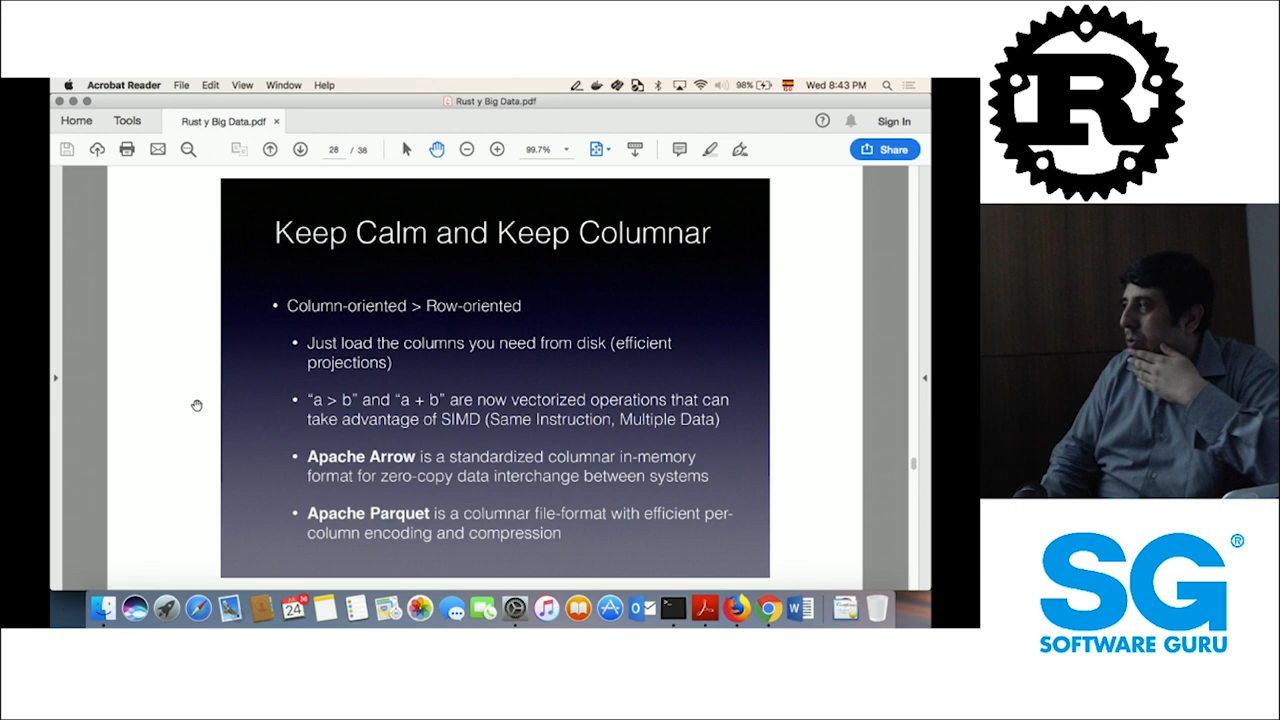 Acrobat Reader File Edit View Window Help 98% Wed 8:43 PM
Rust y Big Data.pdf
Home Tools Rust y Big Data.pdf × Sign In
28 / 38 99.7% Share
Keep Calm and Keep Columnar
• Column-oriented > Row-oriented
• Just load the columns you need from disk (efficient
projections)
• “a > b” and “a + b” are now vectorized operations that can
take advantage of SIMD (Same Instruction, Multiple Data)
• Apache Arrow is a standardized columnar in-memory
format for zero-copy data interchange between systems
• Apache Parquet is a columnar file-format with efficient per-
column encoding and compression
24
R
SG®
SOFTWARE GURU